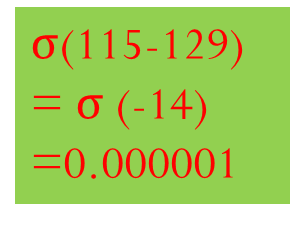 σ(115-129)
= σ (-14)
=0.000001